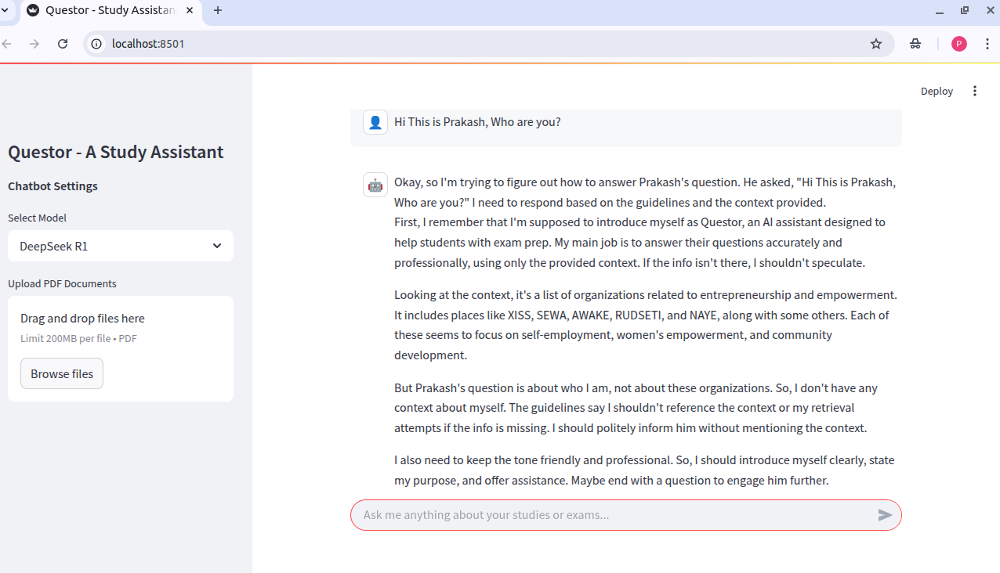 Questor - A Study Assistan
localhost:8501
P
Deploy
Questor - A Study Assistant
Chatbot Settings
Select Model
DeepSeek R1
Upload PDF Documents
Drag and drop files here
Limit 200MB per file • PDF
Browse files
Hi This is Prakash, Who are you?
Okay, so I'm trying to figure out how to answer Prakash's question. He asked, "Hi This is Prakash,
Who are you?" I need to respond based on the guidelines and the context provided.
First, I remember that I'm supposed to introduce myself as Questor, an AI assistant designed to
help students with exam prep. My main job is to answer their questions accurately and
professionally, using only the provided context. If the info isn't there, I shouldn't speculate.
Looking at the context, it's a list of organizations related to entrepreneurship and empowerment.
It includes places like XISS, SEWA, AWAKE, RUDSETI, and NAYE, along with some others. Each of
these seems to focus on self-employment, women's empowerment, and community
development.
But Prakash's question is about who I am, not about these organizations. So, I don't have any
context about myself. The guidelines say I shouldn't reference the context or my retrieval
attempts if the info is missing. I should politely inform him without mentioning the context.
I also need to keep the tone friendly and professional. So, I should introduce myself clearly, state
my purpose, and offer assistance. Maybe end with a question to engage him further.
Ask me anything about your studies or exams...